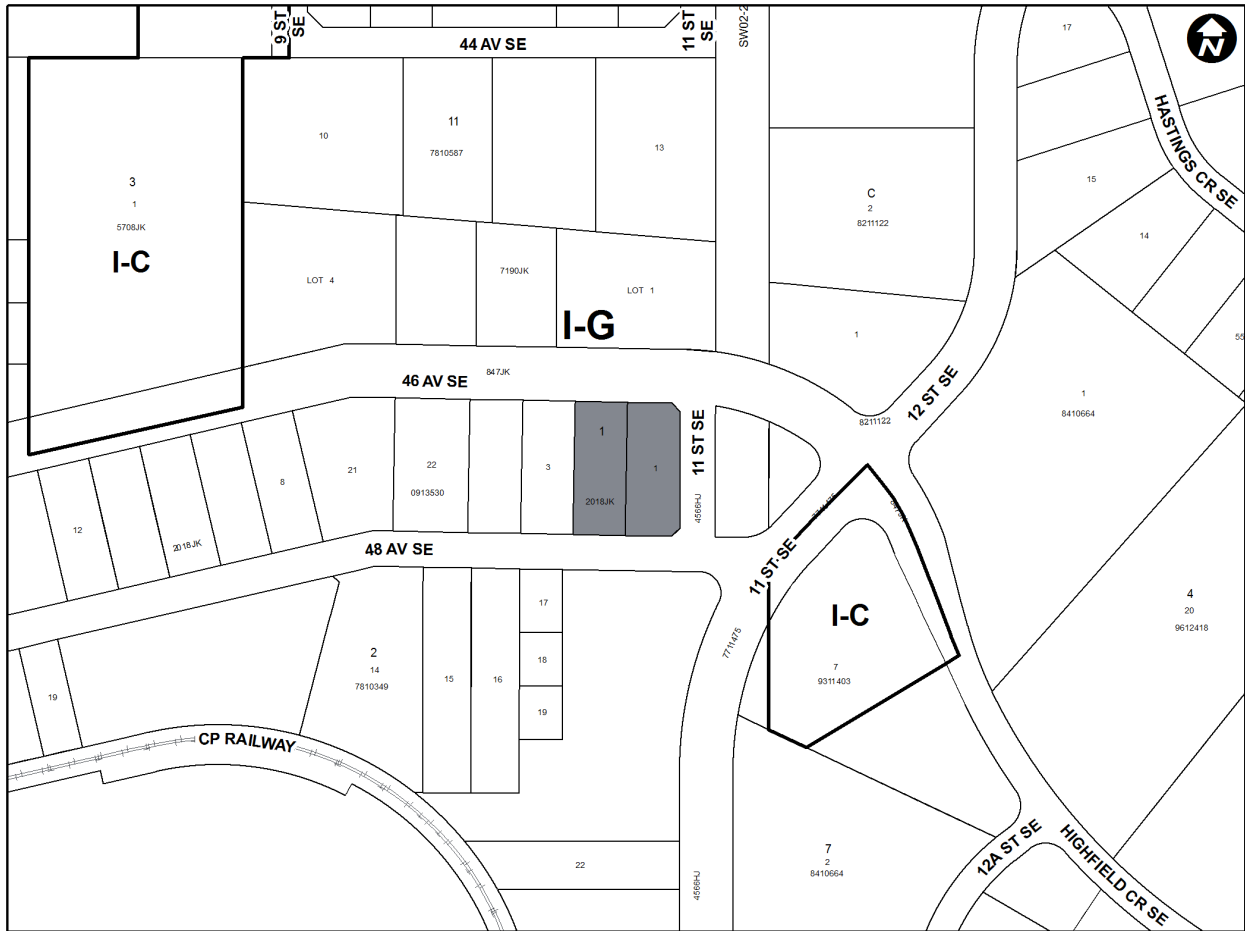 9 ST
SE
44 AV SE
11 ST
SE
SW02-2
N
17
HASTINGS CR SE
10
11
7810587
13
3
1
5708JK
I-C
C
2
8211122
15
14
LOT 4
7190JK
LOT 1
I-G
1
55
46 AV SE
847JK
12 ST SE
1
8410664
8211122
1
11 ST SE
22
21
3
1
8
0913530
2018JK
4566HJ
12
2018JK
48 AV SE
7711475
11 ST SE
17
I-C
4
20
9612418
2
14
7810349
15
16
18
7
9311403
7711475
19
19
CP RAILWAY
12A ST SE
HIGHFIELD CR SE
7
2
8410664
22
4566HJ